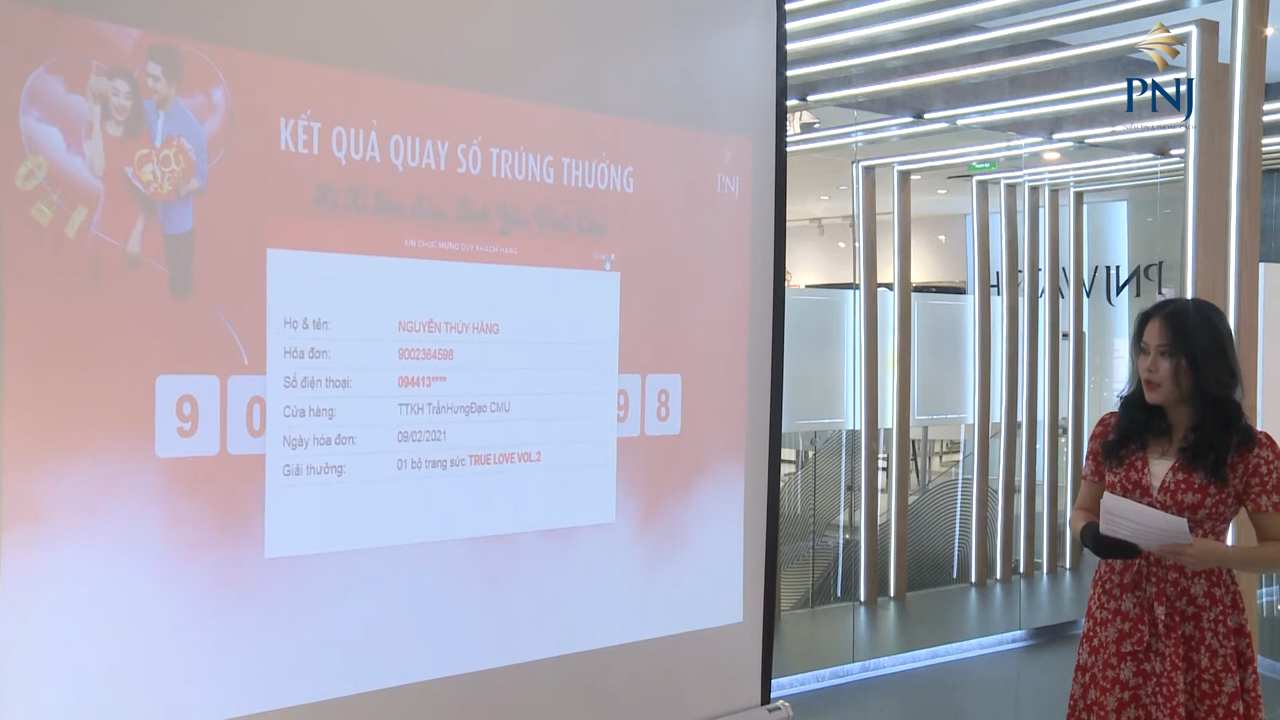 PNJ
KẾT QUẢ QUAY SỐ TRÚNG THƯỞNG
PNJ
XIN CHÚC MỪNG QUÝ KHÁCH HÀNG
Họ & tên: NGUYỄN THÚY HẰNG
Hóa đơn: 9002364598
Số điện thoại: 094413****
Cửa hàng: TTKH TrầnHưngĐạo CMU
Ngày hóa đơn: 09/02/2021
Giải thưởng: 01 bộ trang sức TRUE LOVE VOL.2
9 0 9 8
PNJ